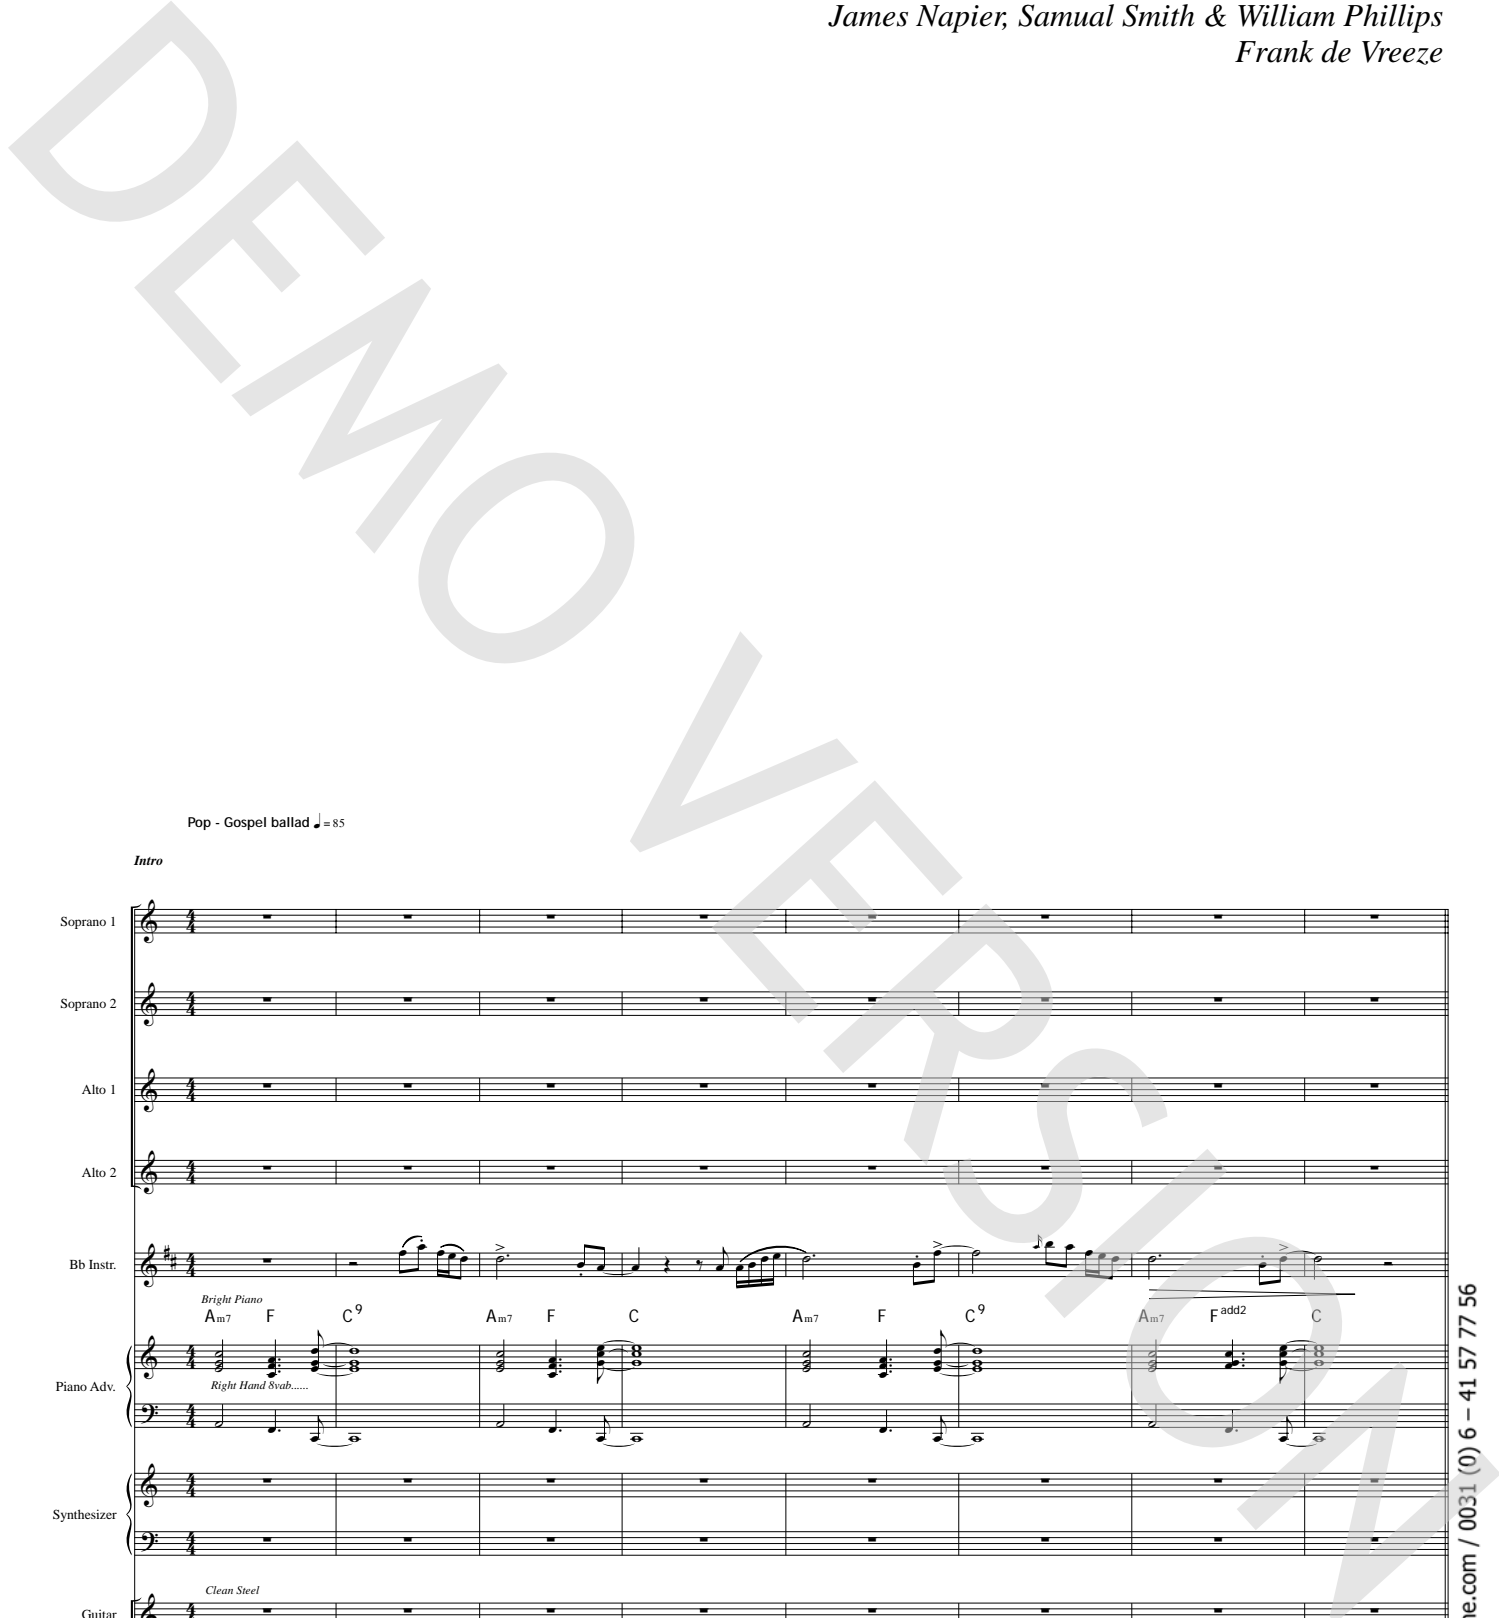 James Napier, Samual Smith & William Phillips
Frank de Vreeze
DEMO VERSION
Pop - Gospel ballad ♩ = 85
Intro
Soprano 1
Soprano 2
Alto 1
Alto 2
Bb Instr.
Bright Piano
Am7 F C9 Am7 F C Am7 F C9 Am7 Fadd2 C
Piano Adv.
Right Hand 8vab......
Synthesizer
Clean Steel
Guitar
ne.com / 0031 (0) 6 – 41 57 77 56